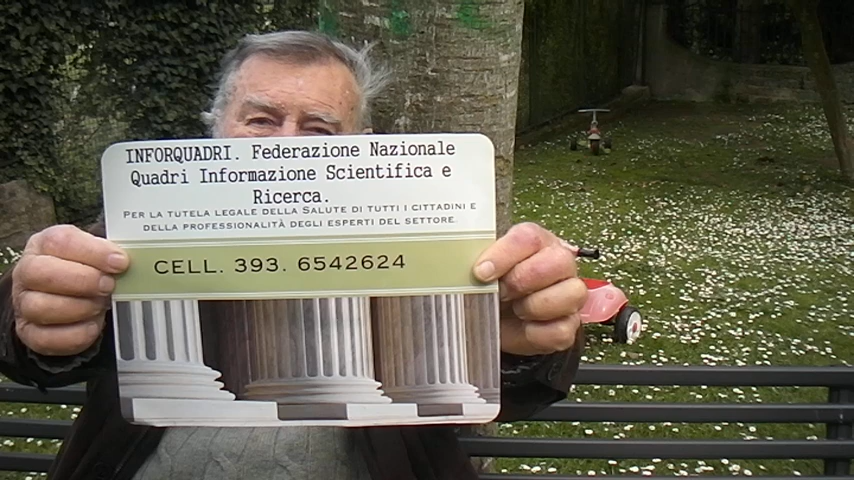 INFORQUADRI. Federazione Nazionale
Quadri Informazione Scientifica e
Ricerca.
PER LA TUTELA LEGALE DELLA SALUTE DI TUTTI I CITTADINI E
DELLA PROFESSIONALITÀ DEGLI ESPERTI DEL SETTORE.
CELL. 393. 6542624